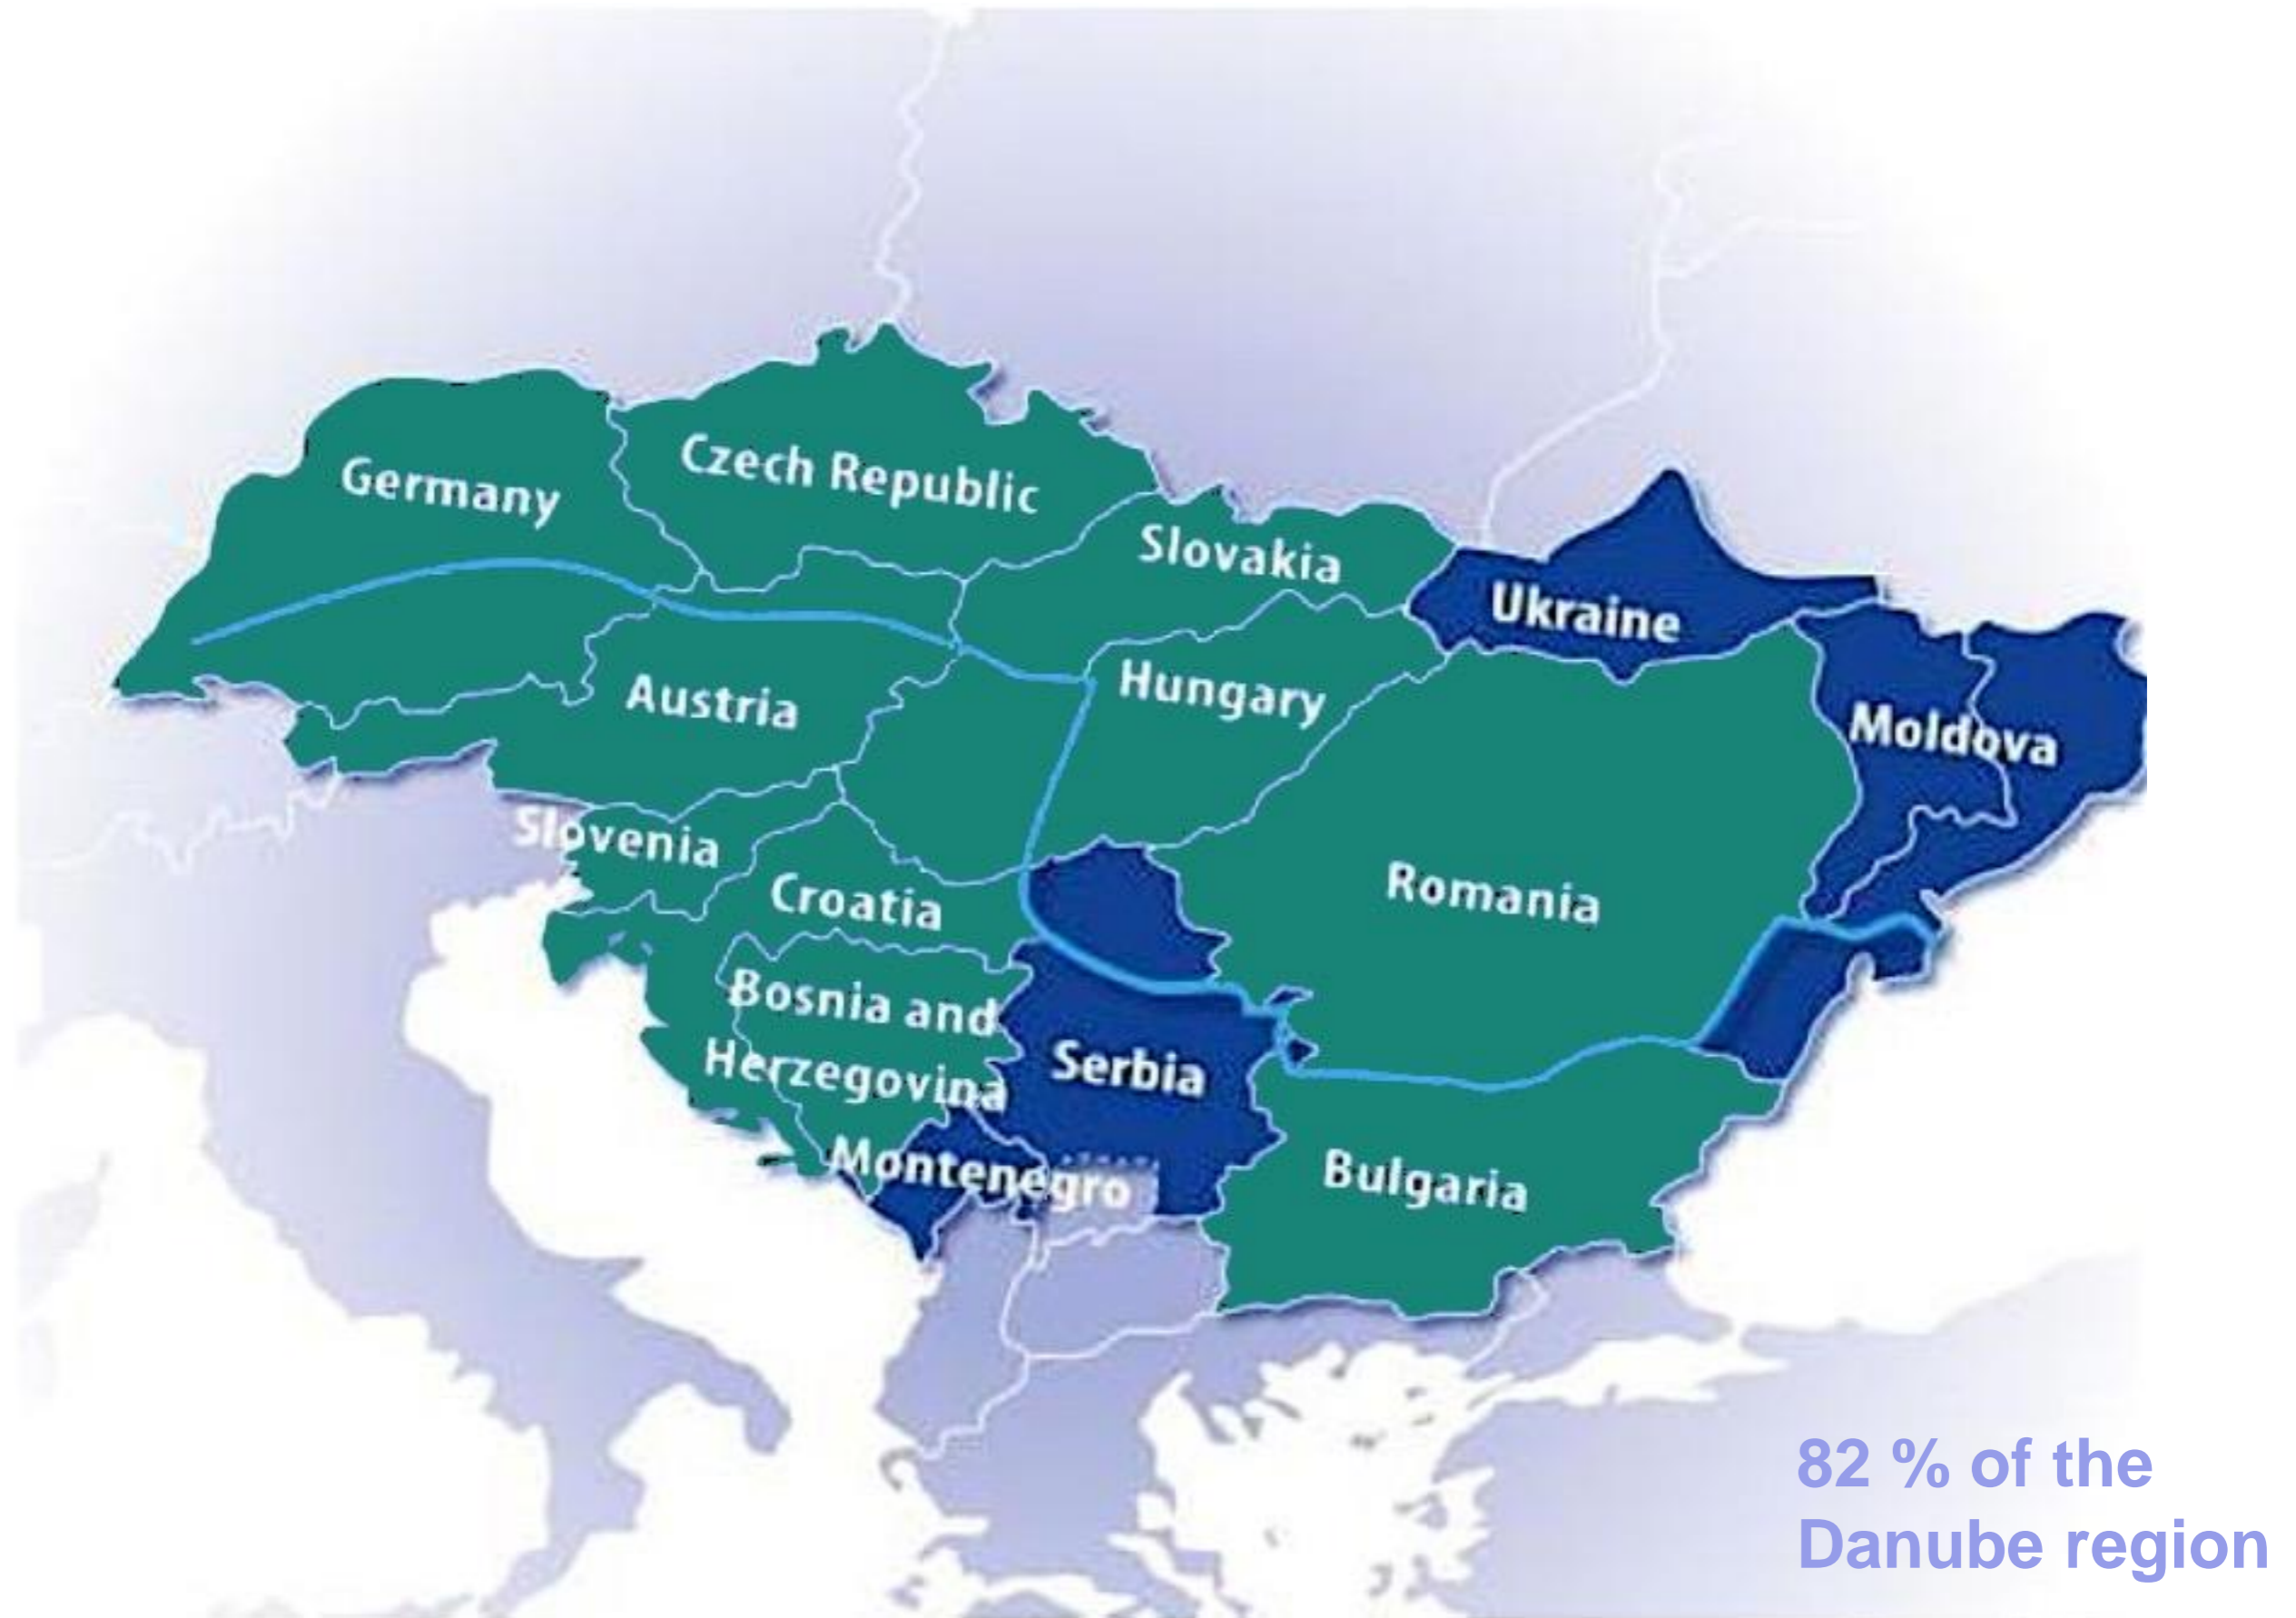 Germany
Czech Republic
Slovakia
Ukraine
Austria
Hungary
Moldova
Slovenia
Croatia
Romania
Bosnia and
Herzegovina
Serbia
Montenegro
Bulgaria
82 % of the
Danube region